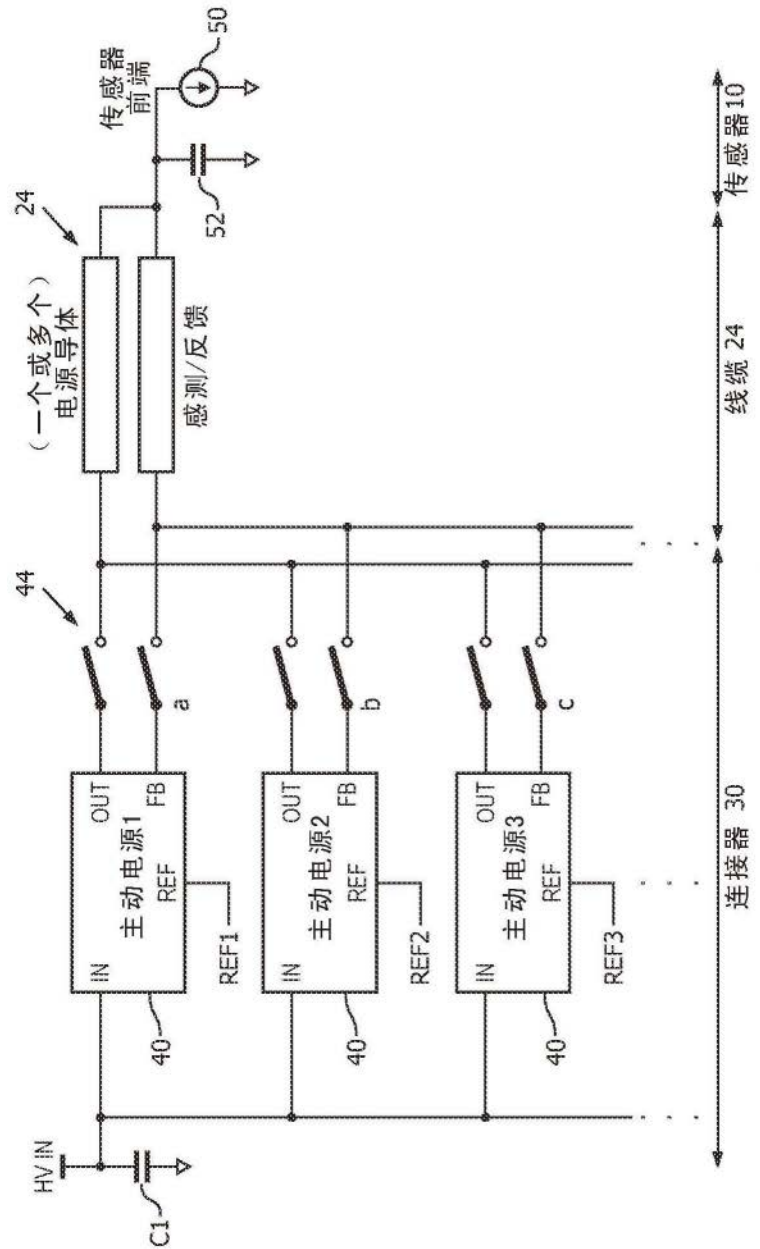 HV IN
C1
IN
OUT
主动电源1
REF
FB
REF1
40
a
44
IN
OUT
主动电源2
REF
FB
REF2
40
b
IN
OUT
主动电源3
REF
FB
REF3
40
c
(一个或多个)
电源导体
24
感测/反馈
传感器
前端
50
52
连接器 30
线缆 24
传感器10